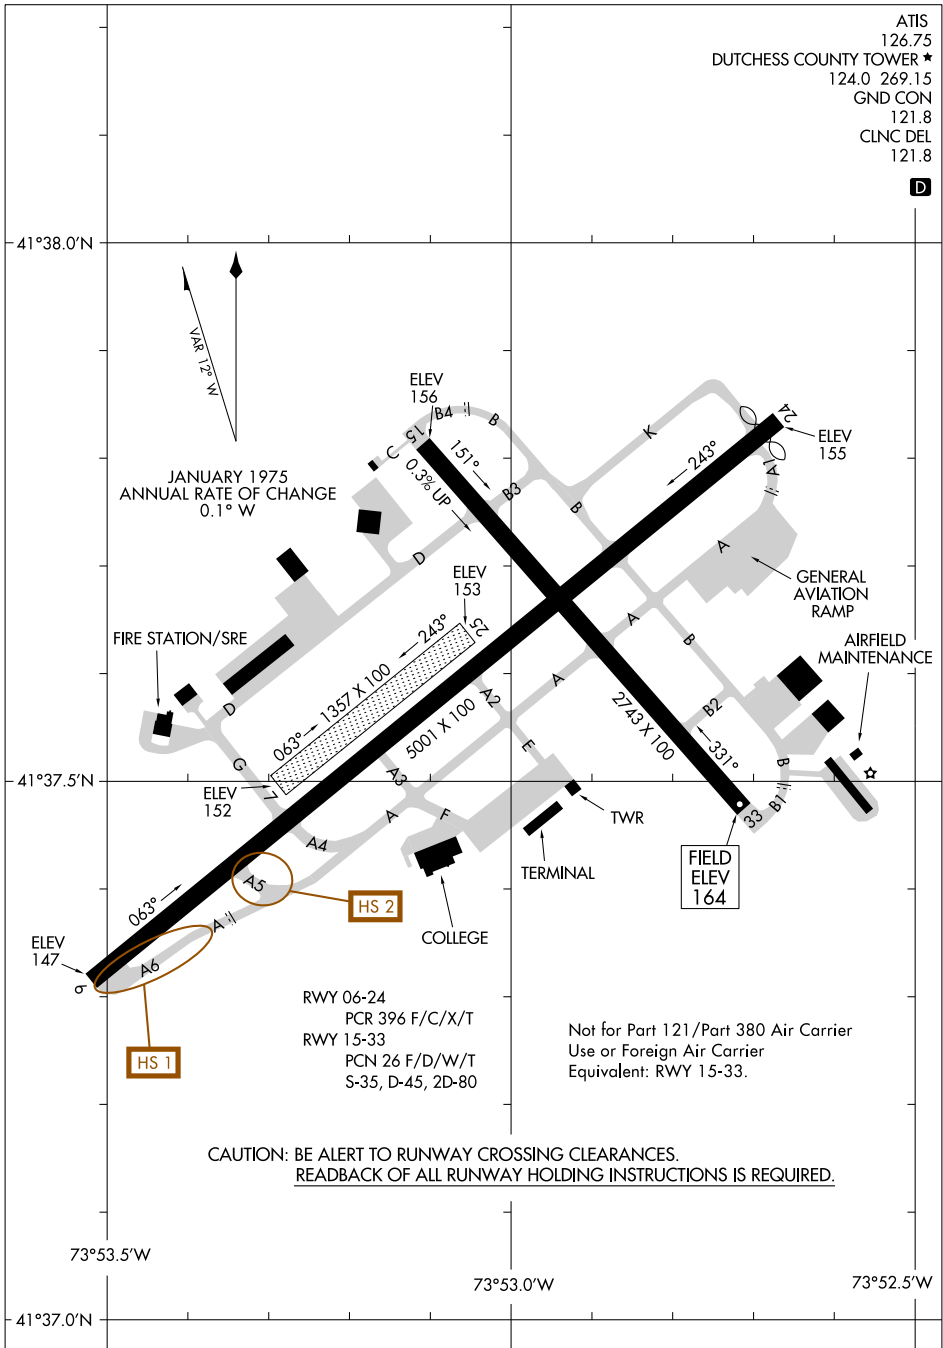 ATIS
126.75
DUTCHESS COUNTY TOWER ★
124.0 269.15
GND CON
121.8
CLNC DEL
121.8
D
41°38.0'N
VAR 12° W
JANUARY 1975
ANNUAL RATE OF CHANGE
0.1° W
ELEV
156
B4
B
15
C
151°
0.3% UP
B3
B
K
24
243°
ELEV
155
A1
D
A
GENERAL
AVIATION
RAMP
ELEV
153
25
243°
1357 X 100
063°
FIRE STATION/SRE
D
G
7
ELEV
152
A
B
AIRFIELD
MAINTENANCE
A
A2
E
5001 X 100
2743 X 100
B2
331°
B
B1
33
41°37.5'N
A3
A
F
A4
A5
TWR
TERMINAL
COLLEGE
FIELD
ELEV
164
063°
HS 2
A
A6
ELEV
147
6
HS 1
RWY 06-24
PCR 396 F/C/X/T
RWY 15-33
PCN 26 F/D/W/T
S-35, D-45, 2D-80
Not for Part 121/Part 380 Air Carrier
Use or Foreign Air Carrier
Equivalent: RWY 15-33.
CAUTION: BE ALERT TO RUNWAY CROSSING CLEARANCES.
READBACK OF ALL RUNWAY HOLDING INSTRUCTIONS IS REQUIRED.
73°53.5'W
73°53.0'W
73°52.5'W
41°37.0'N